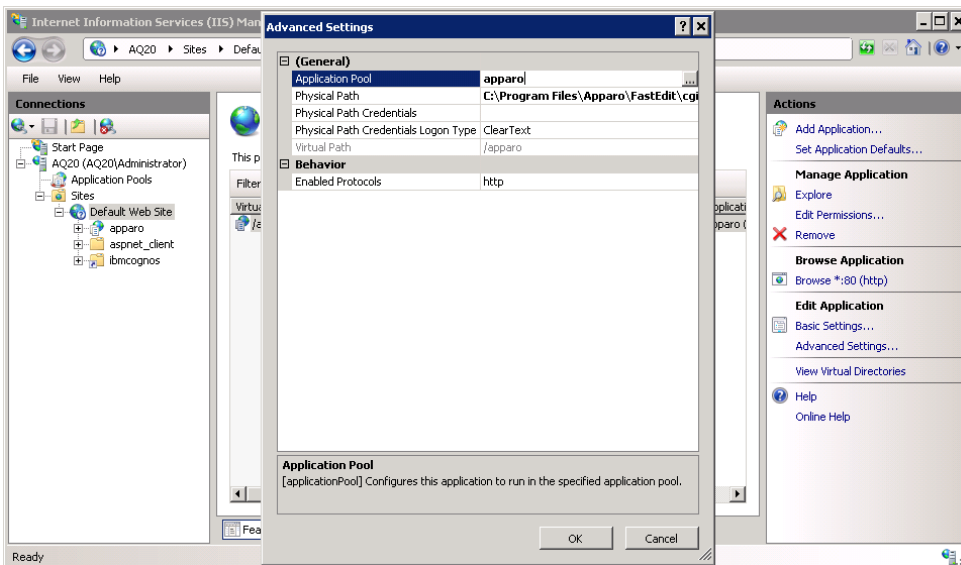 Internet Information Services (IIS) Man
AQ20 Sites Defau
File View Help
Connections
Start Page
AQ20 (AQ20\Administrator)
Application Pools
Sites
Default Web Site
apparo
aspnet_client
ibmcognos
This p
Filter
Virtua
/a
Fea
Ready
Advanced Settings
(General)
Application Pool apparo ...
Physical Path C:\Program Files\Apparo\FastEdit\cgi
Physical Path Credentials
Physical Path Credentials Logon Type ClearText
Virtual Path /apparo
Behavior
Enabled Protocols http
Application Pool
[applicationPool] Configures this application to run in the specified application pool.
OK Cancel
pplicati
pparo (
Actions
Add Application...
Set Application Defaults...
Manage Application
Explore
Edit Permissions...
Remove
Browse Application
Browse *:80 (http)
Edit Application
Basic Settings...
Advanced Settings...
View Virtual Directories
Help
Online Help